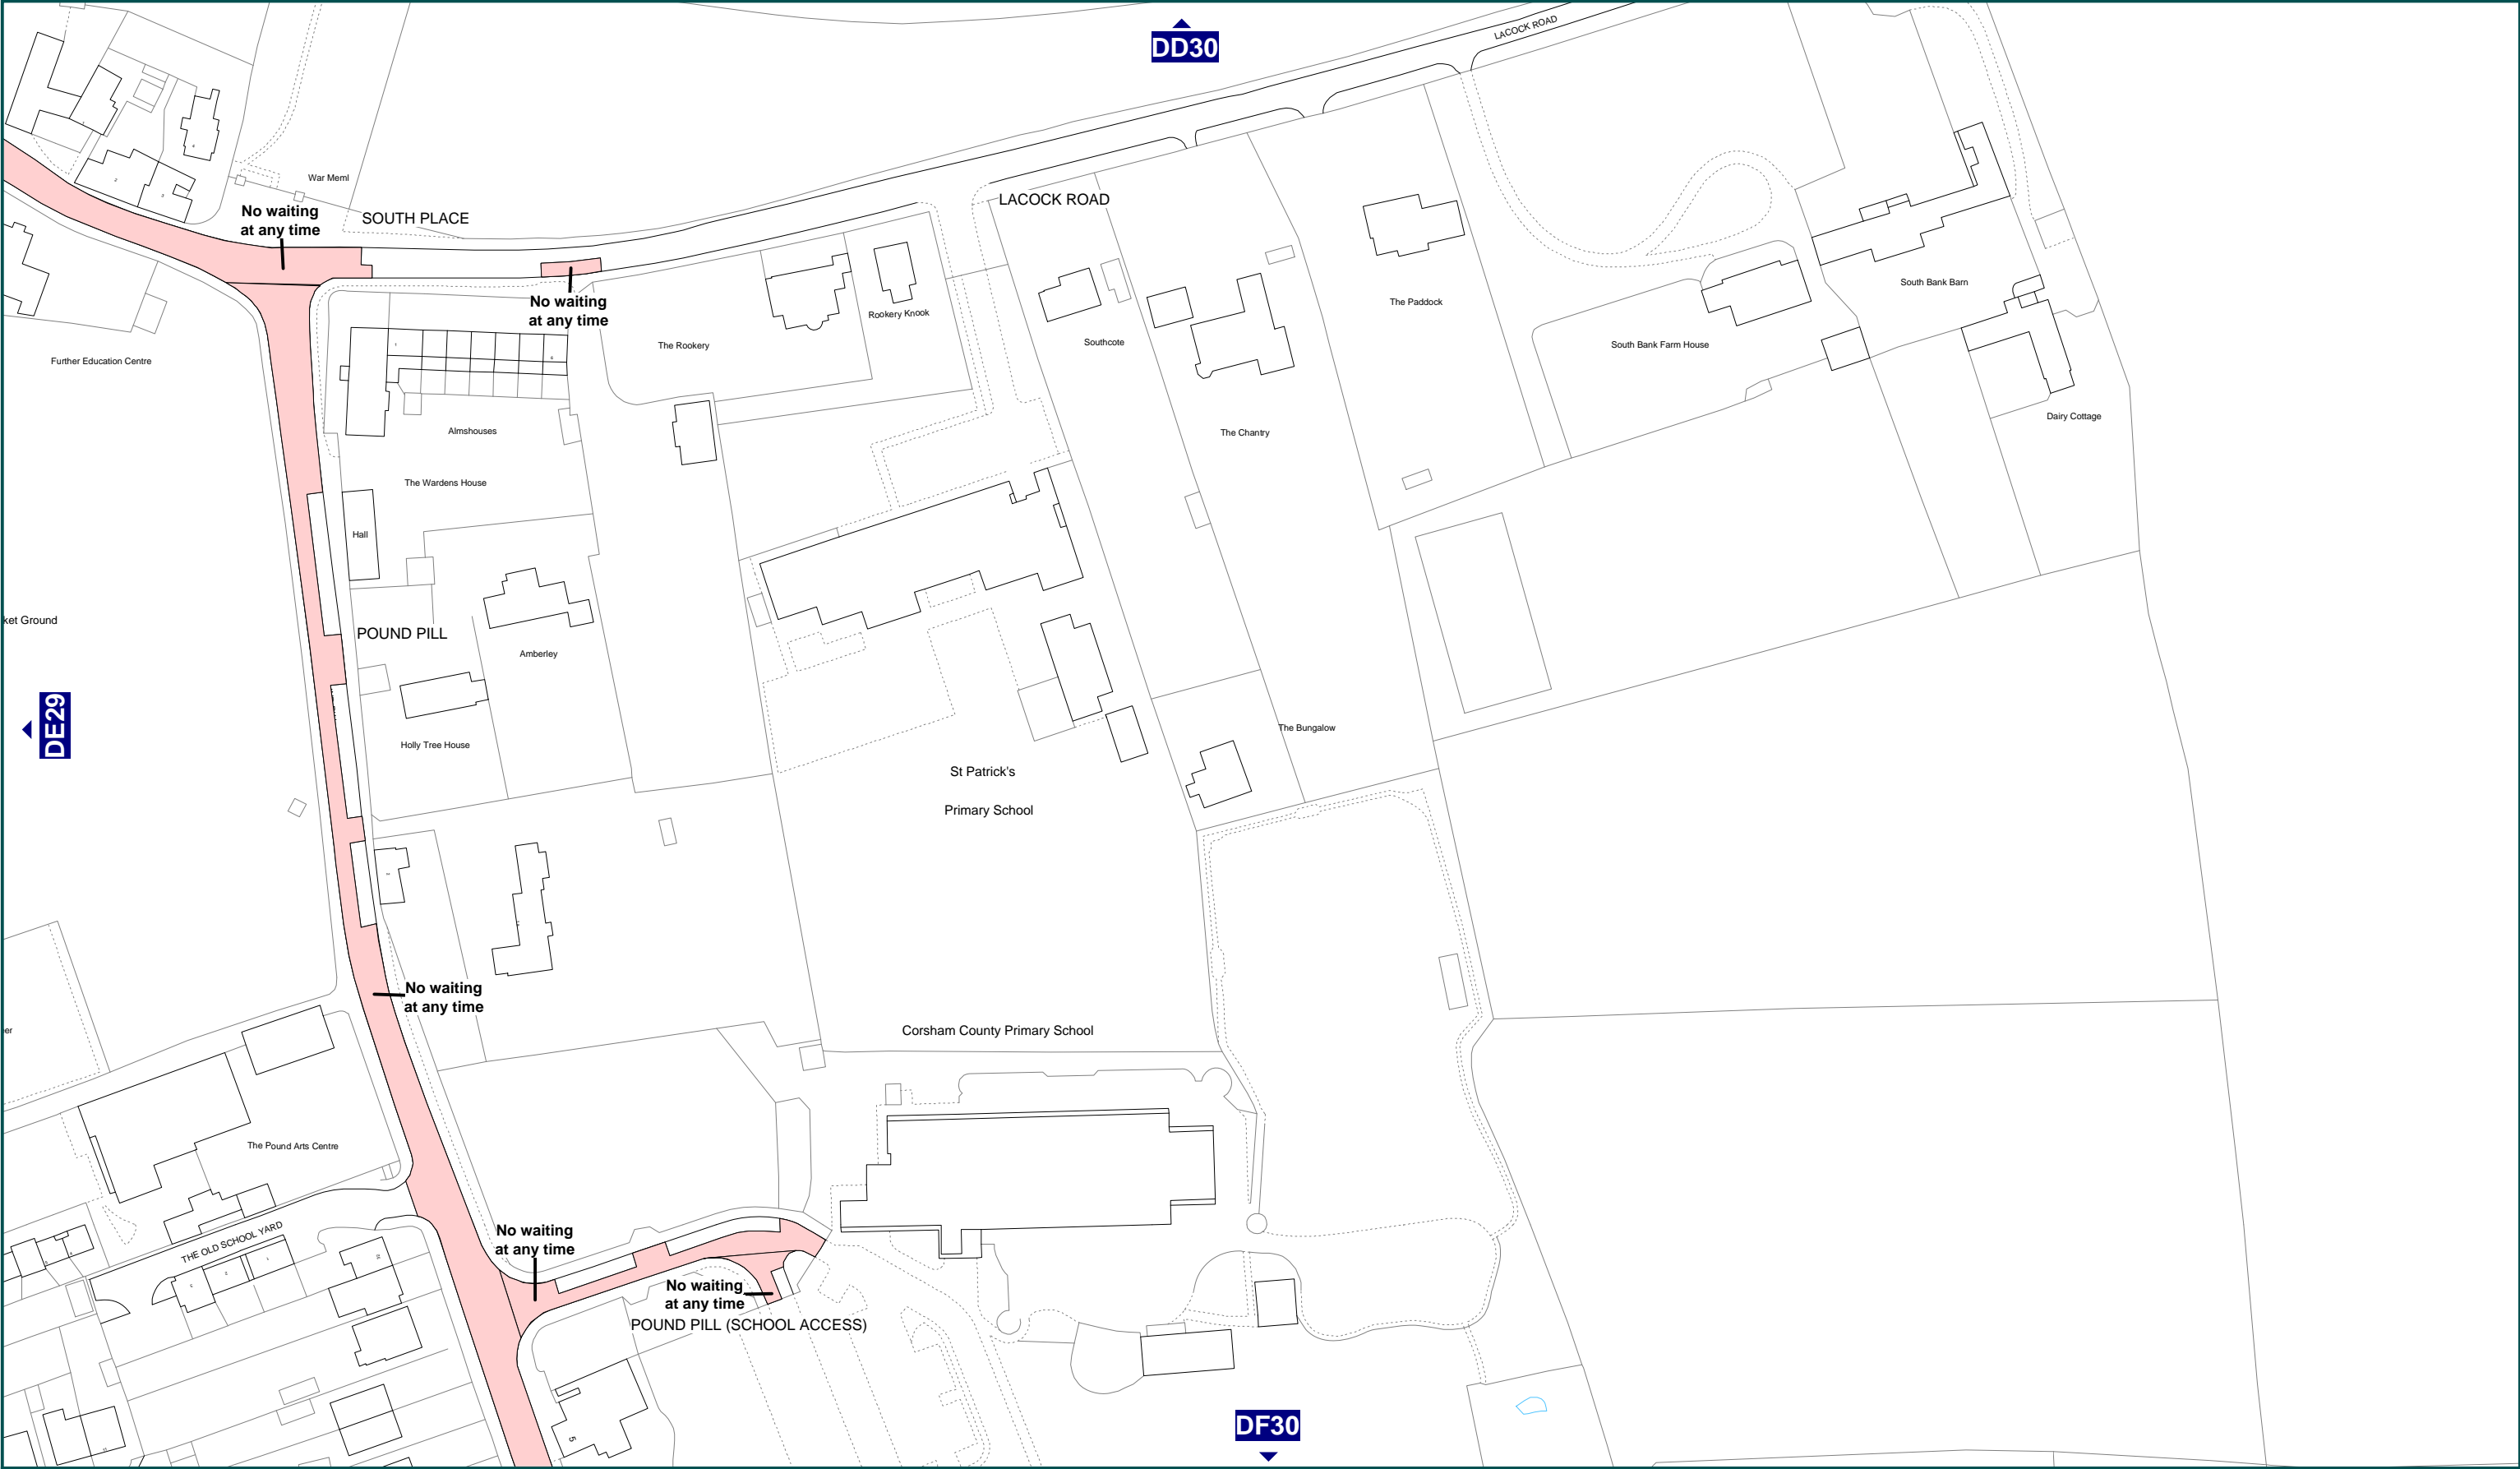 DD30
LACOCK ROAD
War Meml
No waiting
at any time
SOUTH PLACE
LACOCK ROAD
No waiting
at any time
The Rookery
Rookery Knook
Southcote
The Paddock
South Bank Barn
South Bank Farm House
Further Education Centre
Dairy Cottage
Almshouses
The Chantry
The Wardens House
Hall
ket Ground
POUND PILL
Amberley
DE29
Holly Tree House
The Bungalow
St Patrick's
Primary School
No waiting
at any time
er
Corsham County Primary School
The Pound Arts Centre
THE OLD SCHOOL YARD
No waiting
at any time
No waiting
at any time
POUND PILL (SCHOOL ACCESS)
5
DF30